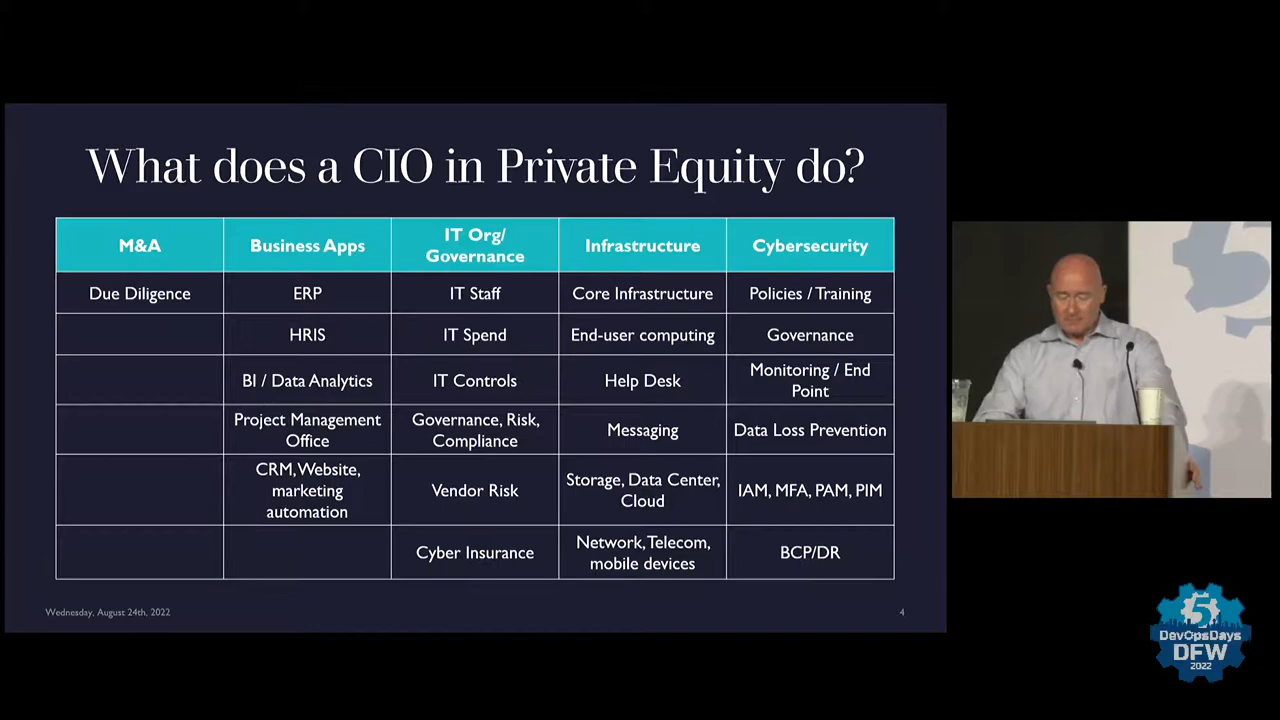 What does a CIO in Private Equity do?
M&A
Business Apps
IT Org/
Governance
Infrastructure
Cybersecurity
Due Diligence
ERP
IT Staff
Core Infrastructure
Policies / Training
HRIS
IT Spend
End-user computing
Governance
BI / Data Analytics
IT Controls
Help Desk
Monitoring / End
Point
Project Management
Office
Governance, Risk,
Compliance
Messaging
Data Loss Prevention
CRM, Website,
marketing
automation
Vendor Risk
Storage, Data Center,
Cloud
IAM, MFA, PAM, PIM
Cyber Insurance
Network, Telecom,
mobile devices
BCP/DR
Wednesday, August 24th, 2022
4
5
5
DevOpsDays
DFW
2022